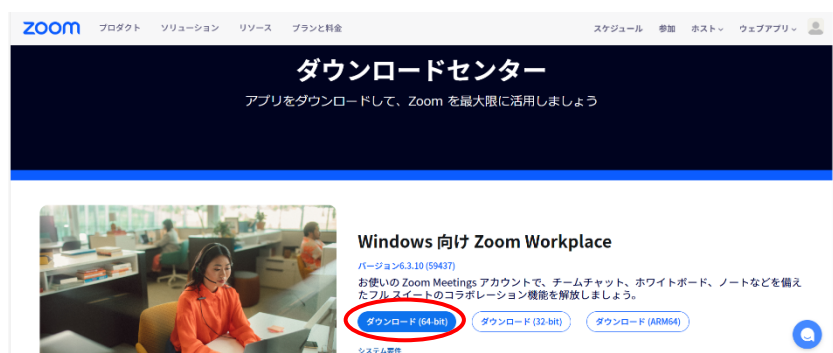 zoom プロダクト ソリューション リソース プランと料金 スケジュール 参加 ホスト ウェブアプリ
ダウンロードセンター
アプリをダウンロードして、Zoom を最大限に活用しましょう
Windows 向け Zoom Workplace
バージョン6.3.10 (59437)
お使いの Zoom Meetings アカウントで、チームチャット、ホワイトボード、ノートなどを備え
たフル スイートのコラボレーション機能を解放しましょう。
ダウンロード (64-bit) ダウンロード (32-bit) ダウンロード (ARM64)
システム要件